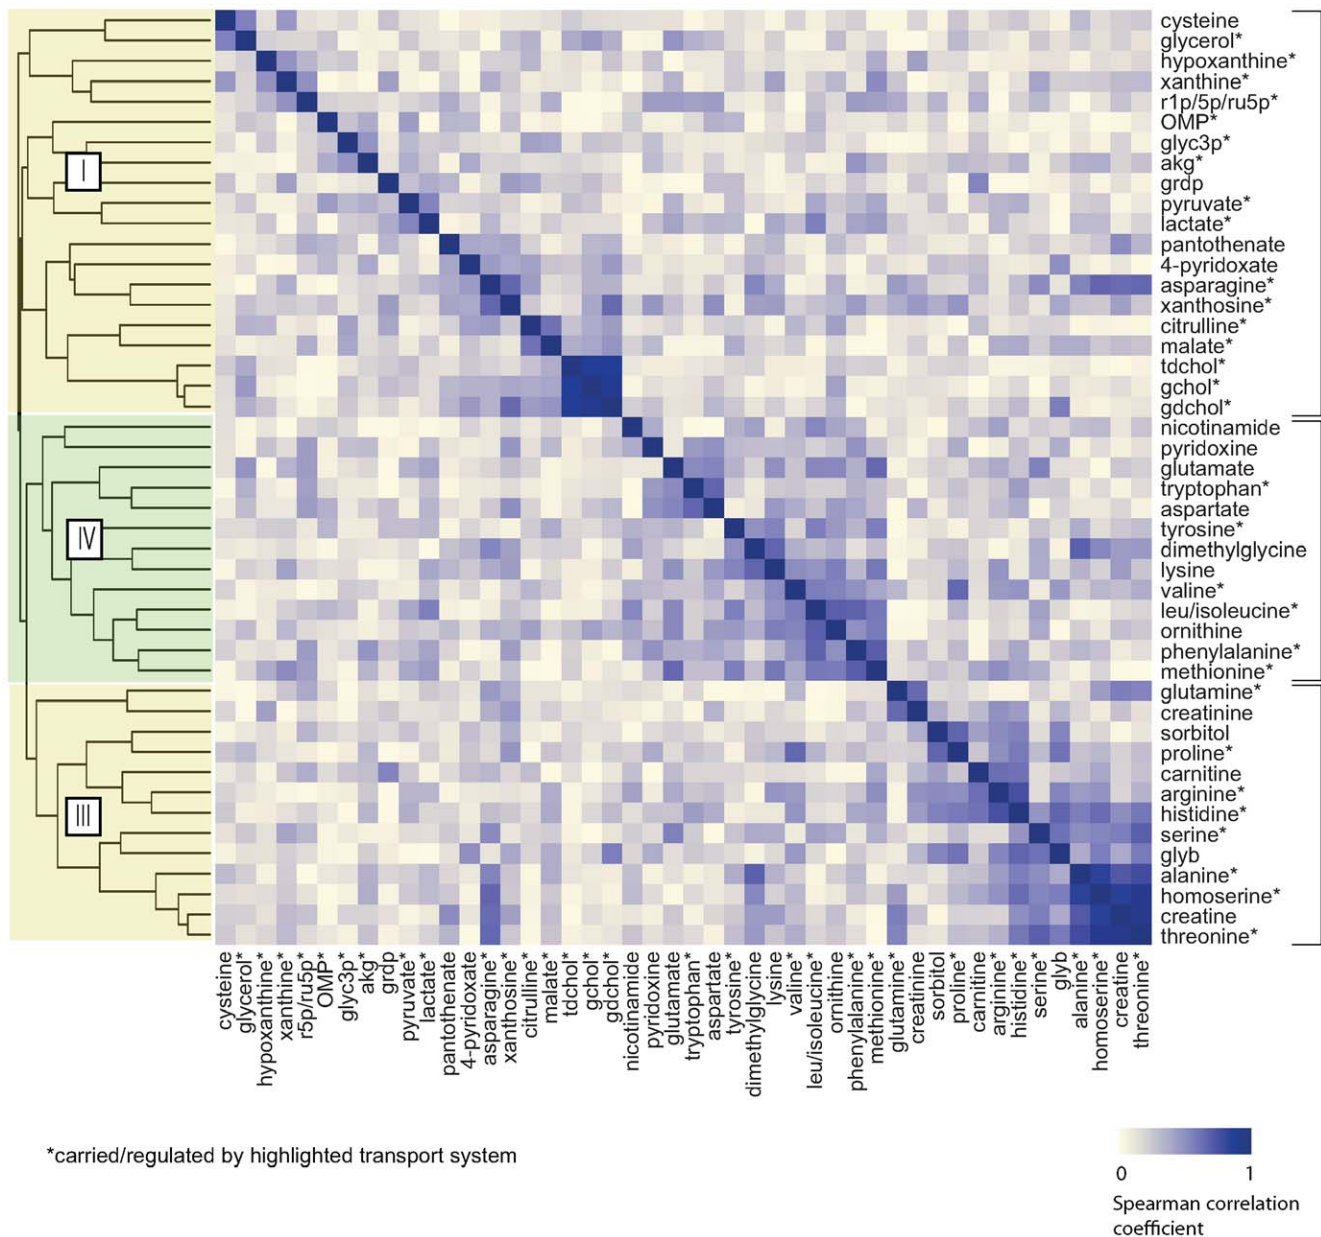 cysteine
glycerol*
hypoxanthine*
xanthine*
r1p/5p/ru5p*
OMP*
glyc3p*
akg*
grdp
pyruvate*
lactate*
pantothenate
4-pyridoxate
asparagine*
xanthosine*
citrulline*
malate*
tdchol*
gchol*
gdchol*
nicotinamide
pyridoxine
glutamate
tryptophan*
aspartate
tyrosine*
dimethylglycine
lysine
valine*
leu/isoleucine*
ornithine
phenylalanine*
methionine*
glutamine*
creatinine
sorbitol
proline*
carnitine
arginine*
histidine*
serine*
glyb
alanine*
homoserine*
creatine
threonine*
I
IV
III
cysteine
glycerol*
hypoxanthine*
xanthine*
r5p/ru5p*
OMP*
glyc3p*
akg*
grdp
pyruvate*
lactate*
pantothenate
4-pyridoxate
asparagine*
xanthosine*
citrulline*
malate*
tdchol*
gchol*
gdchol*
nicotinamide
pyridoxine
glutamate
tryptophan*
aspartate
tyrosine*
dimethylglycine
lysine
valine*
leu/isoleucine*
ornithine
phenylalanine*
methionine*
glutamine*
creatinine
sorbitol
proline*
carnitine
arginine*
histidine*
serine*
glyb
alanine*
homoserine*
creatine
threonine*
*carried/regulated by highlighted transport system
0 1
Spearman correlation
coefficient